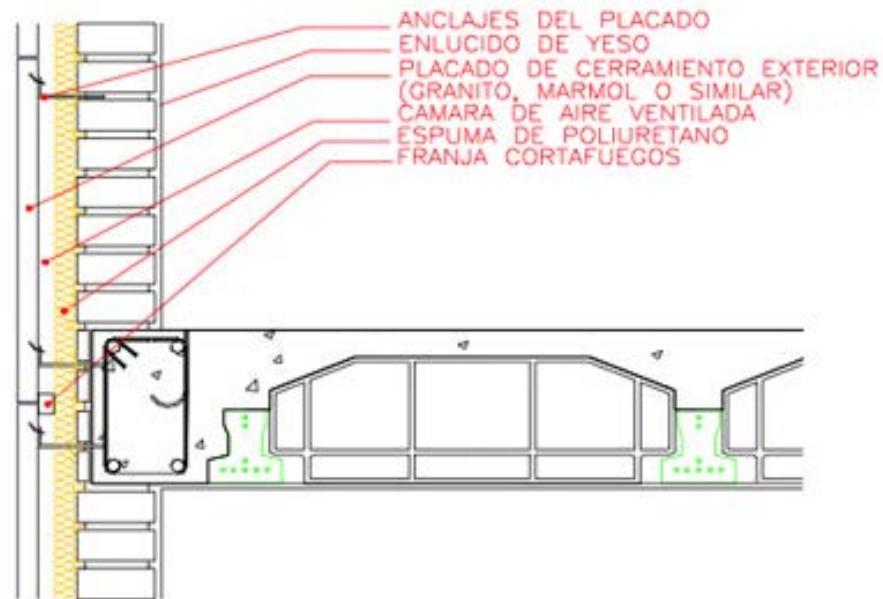 ANCLAJES DEL PLACADO
ENLUCIDO DE YESO
PLACADO DE CERRAMIENTO EXTERIOR
(GRANITO, MARMOL O SIMILAR)
CAMARA DE AIRE VENTILADA
ESPUMA DE POLIURETANO
FRANJA CORTAFUEGOS